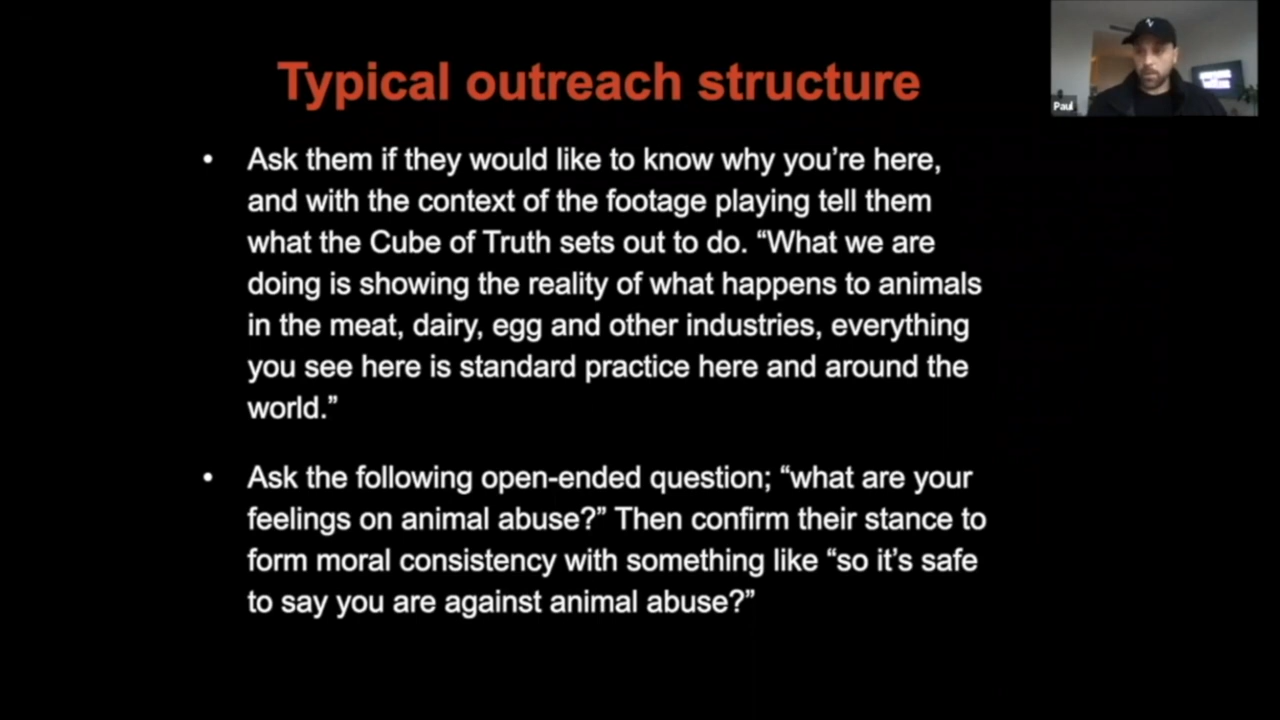 Typical outreach structure
Paul
• Ask them if they would like to know why you’re here,
and with the context of the footage playing tell them
what the Cube of Truth sets out to do. “What we are
doing is showing the reality of what happens to animals
in the meat, dairy, egg and other industries, everything
you see here is standard practice here and around the
world.”
• Ask the following open-ended question; “what are your
feelings on animal abuse?” Then confirm their stance to
form moral consistency with something like “so it’s safe
to say you are against animal abuse?”